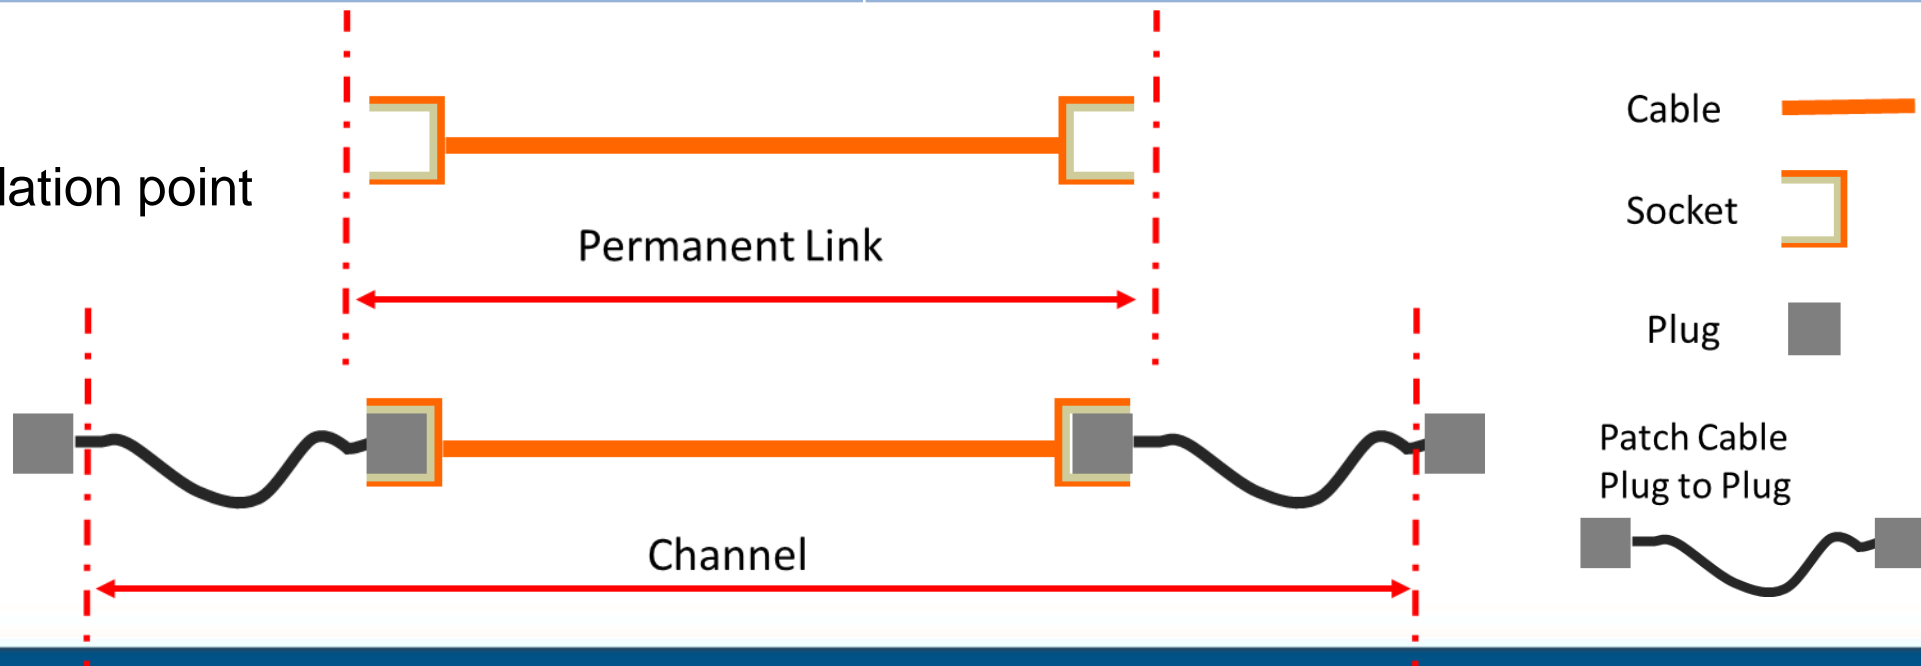 lation point
Permanent Link
Channel
Cable
Socket
Plug
Patch Cable
Plug to Plug